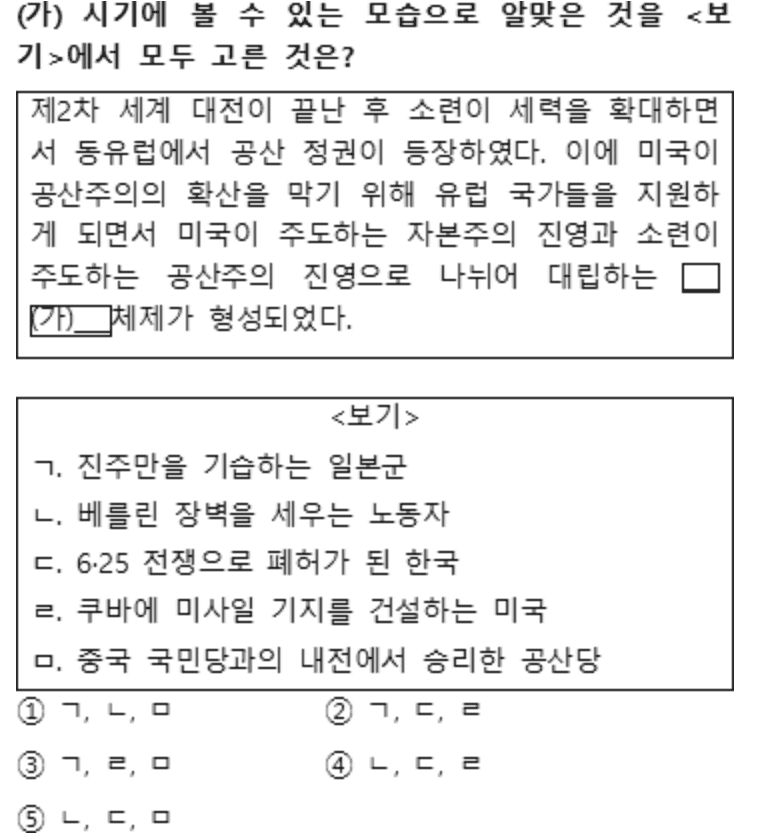 (가) 시기에 볼 수 있는 모습으로 알맞은 것을 <보
기>에서 모두 고른 것은?
제2차 세계 대전이 끝난 후 소련이 세력을 확대하면
서 동유럽에서 공산 정권이 등장하였다. 이에 미국이
공산주의의 확산을 막기 위해 유럽 국가들을 지원하
게 되면서 미국이 주도하는 자본주의 진영과 소련이
주도하는 공산주의 진영으로 나뉘어 대립하는 __
(가)__체제가 형성되었다.
<보기>
ㄱ. 진주만을 기습하는 일본군
ㄴ. 베를린 장벽을 세우는 노동자
ㄷ. 6·25 전쟁으로 폐허가 된 한국
ㄹ. 쿠바에 미사일 기지를 건설하는 미국
ㅁ. 중국 국민당과의 내전에서 승리한 공산당
① ㄱ, ㄴ, ㅁ ② ㄱ, ㄷ, ㄹ
③ ㄱ, ㄹ, ㅁ ④ ㄴ, ㄷ, ㄹ
⑤ ㄴ, ㄷ, ㅁ